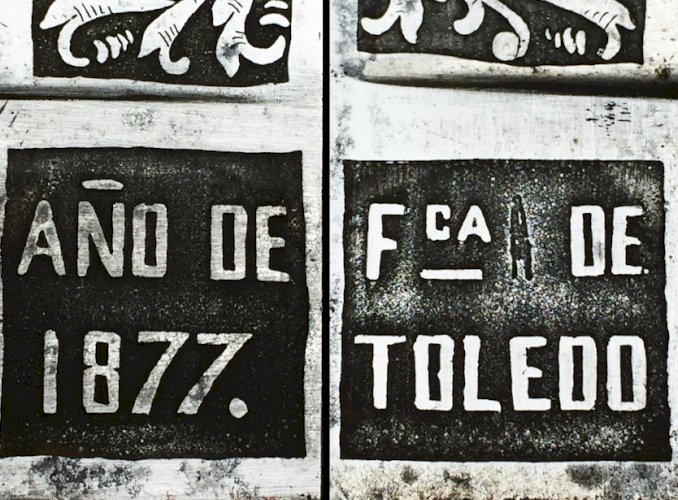 AÑO DE
1877.
Fca A DE
TOLEDO